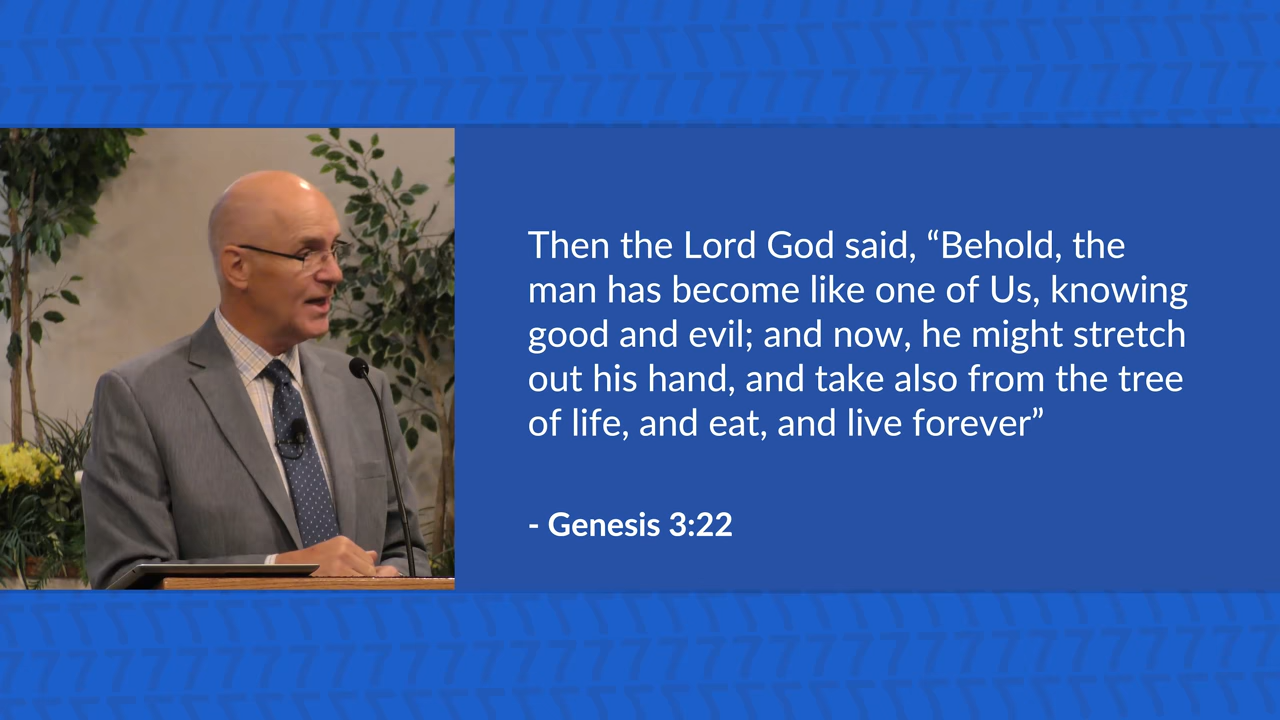 Then the Lord God said, “Behold, the
man has become like one of Us, knowing
good and evil; and now, he might stretch
out his hand, and take also from the tree
of life, and eat, and live forever”
- Genesis 3:22